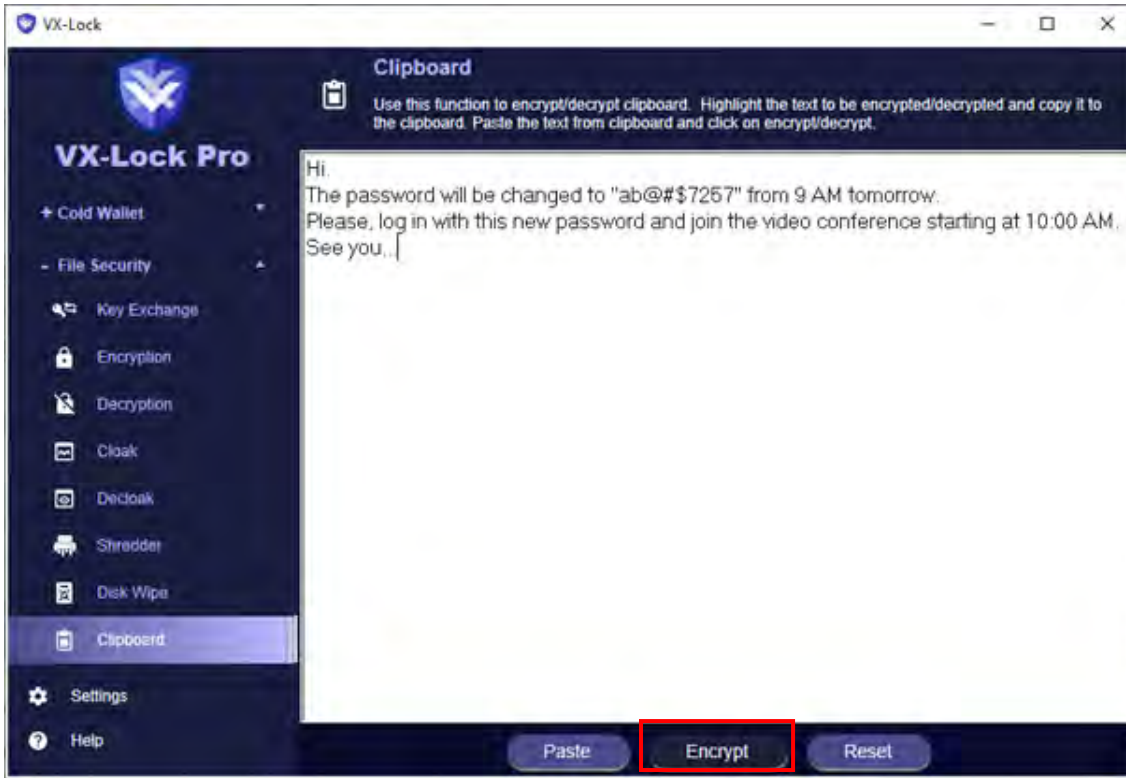 VX-Lock
VX-Lock Pro
+ Cold Wallet
- File Security
Key Exchange
Encryption
Decryption
Cloak
Decloak
Shredder
Disk Wipe
Clipboard
Settings
Help
Clipboard
Use this function to encrypt/decrypt clipboard. Highlight the text to be encrypted/decrypted and copy it to
the clipboard. Paste the text from clipboard and click on encrypt/decrypt.
Hi.
The password will be changed to "ab@#$7257" from 9 AM tomorrow.
Please, log in with this new password and join the video conference starting at 10:00 AM.
See you...
Paste
Encrypt
Reset